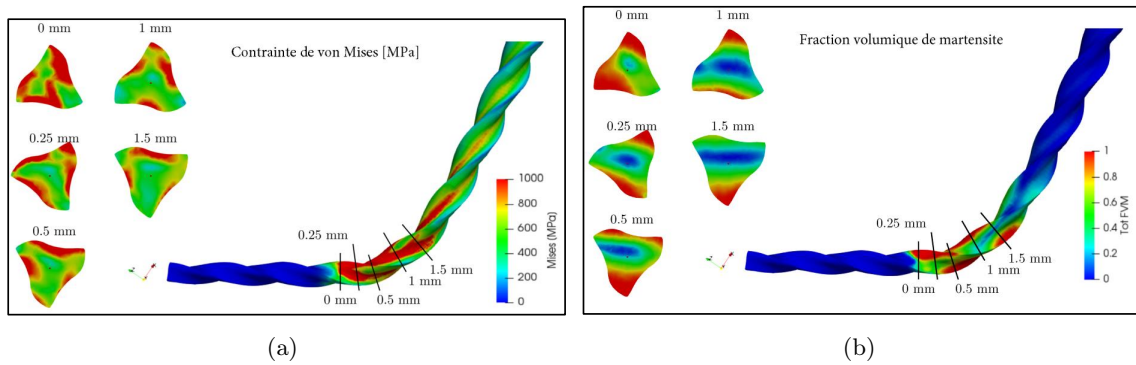 0 mm
1 mm
Contrainte de von Mises [MPa]
0.25 mm
1.5 mm
0.5 mm
0.25 mm
1.5 mm
1 mm
0.5 mm
0 mm
1000
800
600
400
200
0
Mises (MPa)
(a)
0 mm
1 mm
Fraction volumique de martensite
0.25 mm
1.5 mm
0.5 mm
0.25 mm
1.5 mm
1 mm
0.5 mm
0 mm
1
0.8
0.6
0.4
0.2
0
Tot FVM
(b)